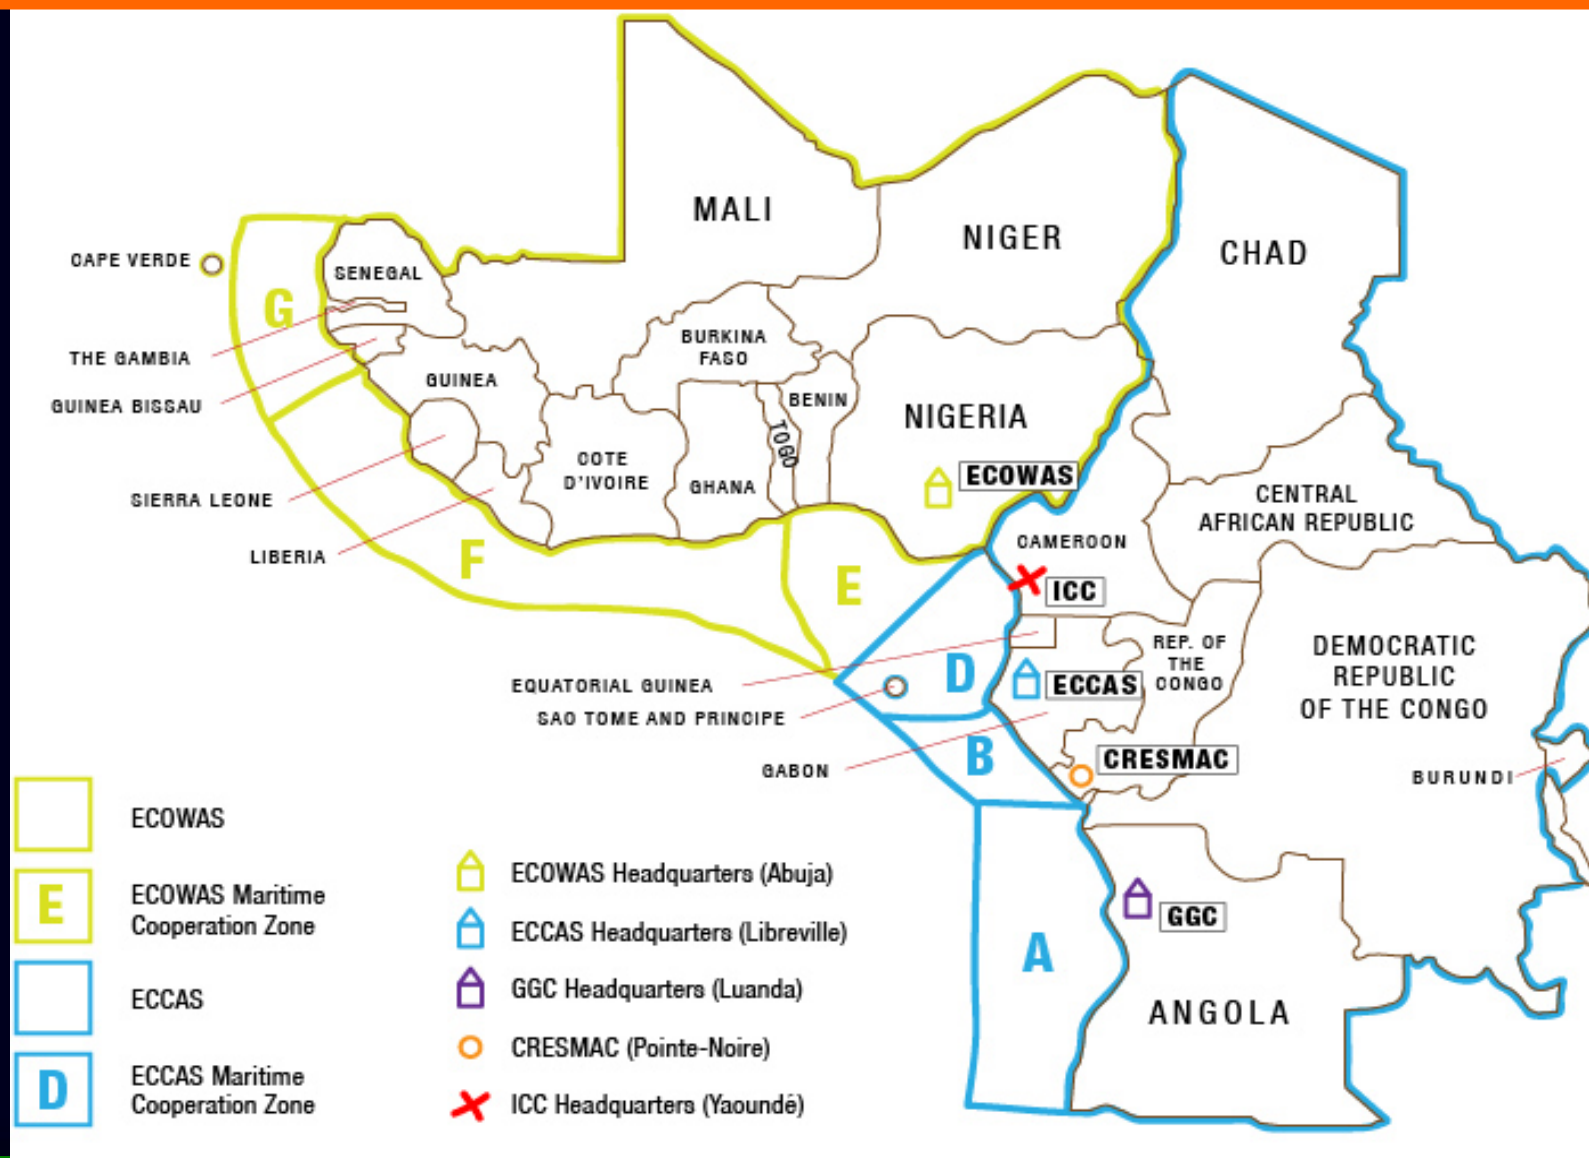 MALI
NIGER
CHAD
CAPE VERDE
SENEGAL
G
THE GAMBIA
BURKINA
FASO
GUINEA
GUINEA BISSAU
BENIN
TOGO
NIGERIA
COTE
D'IVOIRE
GHANA
ECOWAS
SIERRA LEONE
CENTRAL
AFRICAN REPUBLIC
LIBERIA
F
E
CAMEROON
ICC
REP. OF
THE
CONGO
DEMOCRATIC
REPUBLIC
OF THE CONGO
D
EQUATORIAL GUINEA
ECCAS
SAO TOME AND PRINCIPE
B
GABON
CRESMAC
BURUNDI
GGC
A
ANGOLA
ECOWAS
E
ECOWAS Maritime
Cooperation Zone
ECCAS
D
ECCAS Maritime
Cooperation Zone
ECOWAS Headquarters (Abuja)
ECCAS Headquarters (Libreville)
GGC Headquarters (Luanda)
CRESMAC (Pointe-Noire)
ICC Headquarters (Yaoundé)